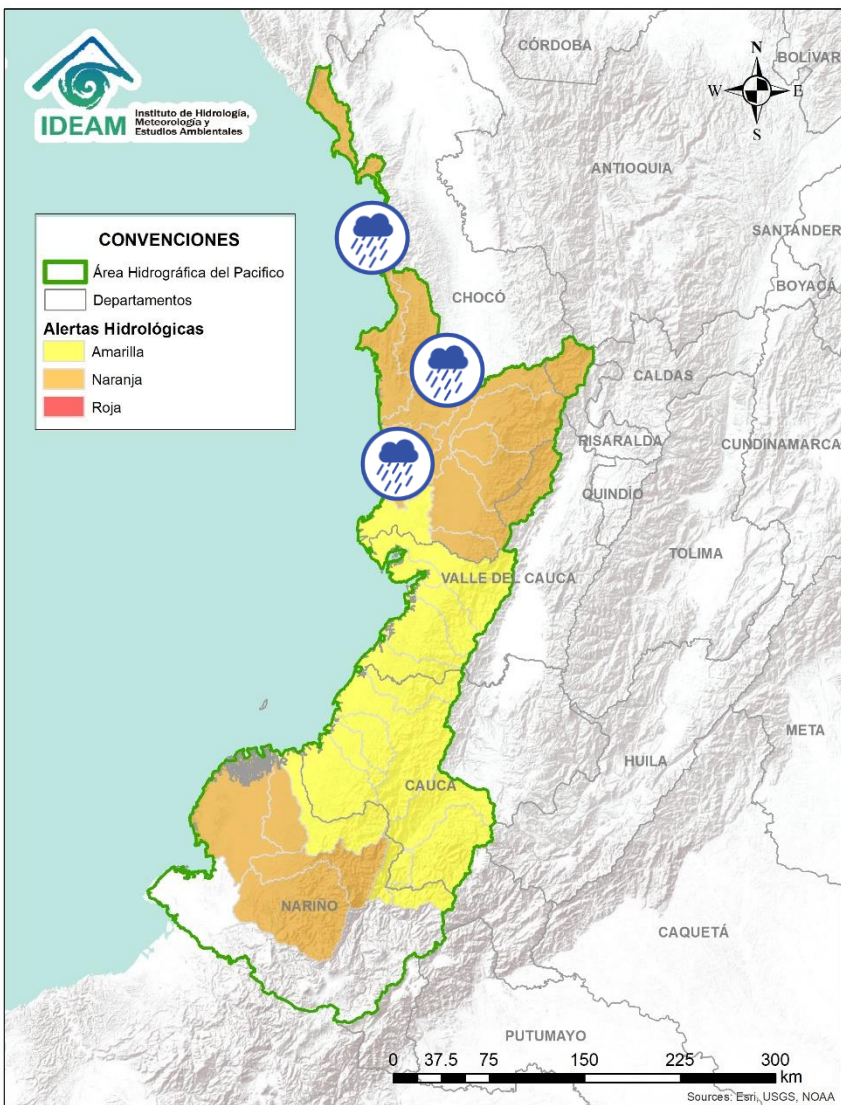 IDEAM
Instituto de Hidrología,
Meteorología y
Estudios Ambientales
N
W
E
S
CONVENCIONES
Área Hidrográfica del Pacifico
Departamentos
Alertas Hidrológicas
Amarilla
Naranja
Roja
CÓRDOBA
BOLÍVAR
ANTIOQUIA
SANTANDER
BOYACÁ
CHOCÓ
CALDAS
RISARALDA
CUNDINAMARCA
QUINDÍO
TOLIMA
VALLE DEL CAUCA
META
HUILA
CAUCA
NARIÑO
CAQUETÁ
PUTUMAYO
0 37.5 75 150 225 300
km
Sources: Esri, USGS, NOAA